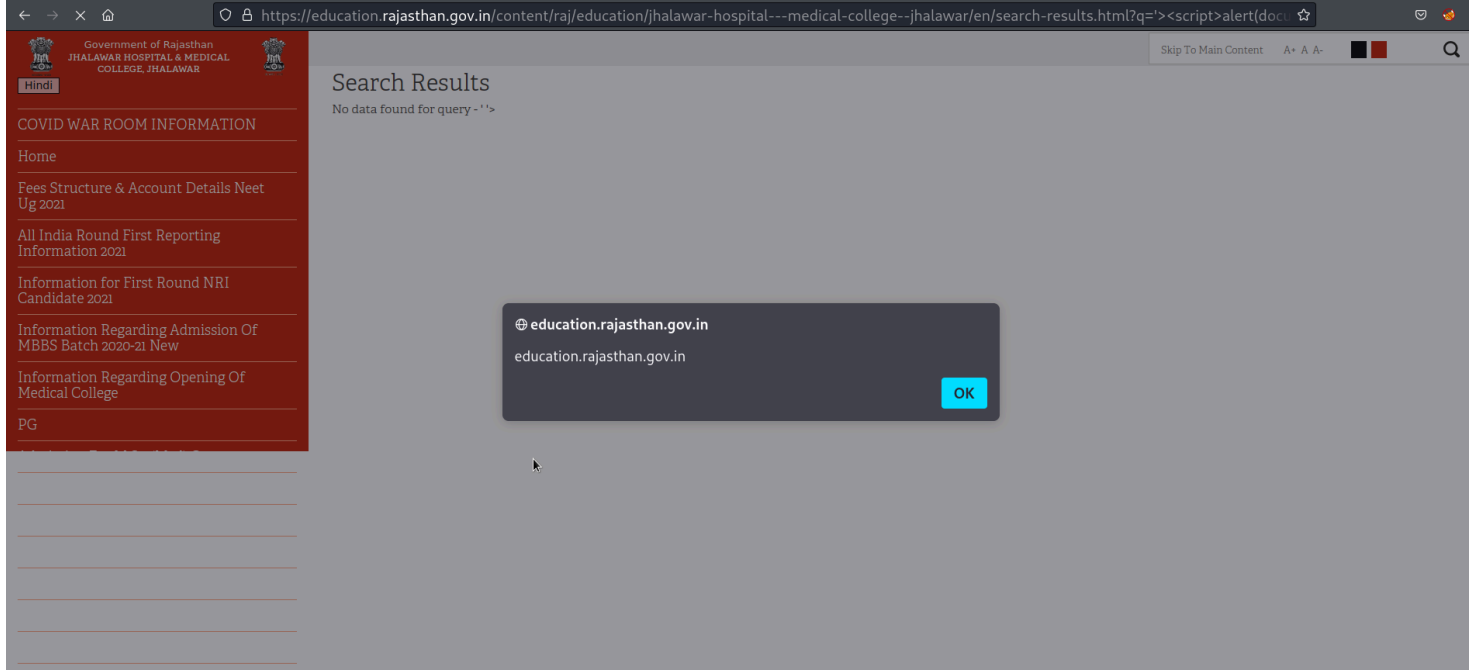 https://education.rajasthan.gov.in/content/raj/education/jhalawar-hospital---medical-college--jhalawar/en/search-results.html?q='><script>alert(docu
Government of Rajasthan
JHALAWAR HOSPITAL & MEDICAL
COLLEGE, JHALAWAR
Hindi
Skip To Main Content A+ A A-
COVID WAR ROOM INFORMATION
Home
Fees Structure & Account Details Neet
Ug 2021
All India Round First Reporting
Information 2021
Information for First Round NRI
Candidate 2021
Information Regarding Admission Of
MBBS Batch 2020-21 New
Information Regarding Opening Of
Medical College
PG
Search Results
No data found for query - ' '>
education.rajasthan.gov.in
education.rajasthan.gov.in
OK